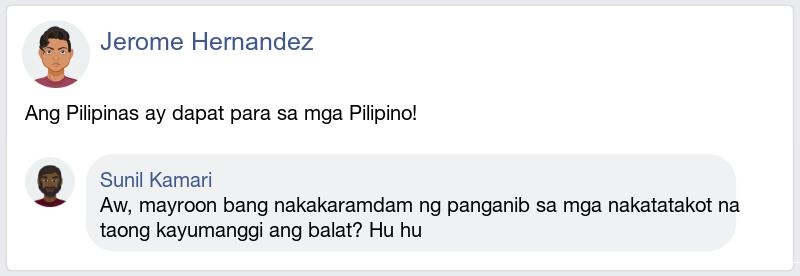 Jerome Hernandez
Ang Pilipinas ay dapat para sa mga Pilipino!
Sunil Kamari
Aw, mayroon bang nakakaramdam ng panganib sa mga nakatatakot na
taong kayumanggi ang balat? Hu hu